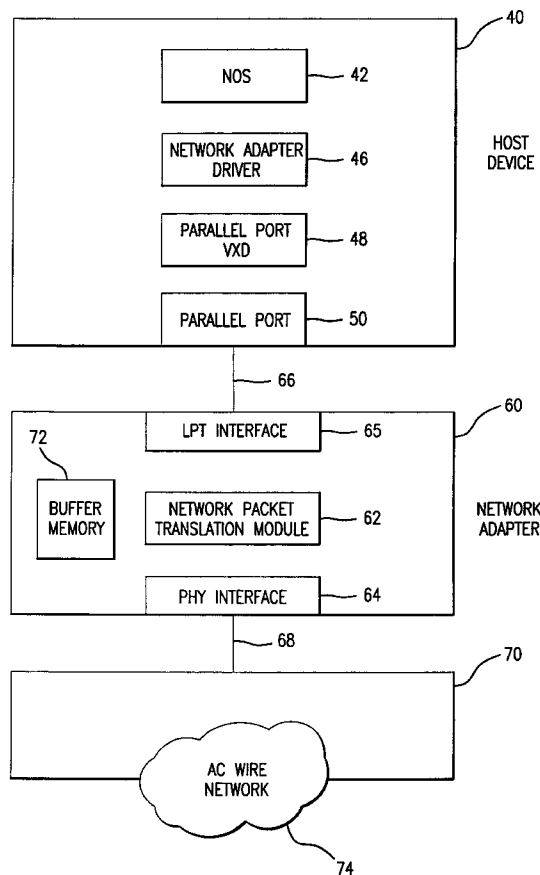 40
NOS
42
HOST
DEVICE
NETWORK ADAPTER
DRIVER
46
PARALLEL PORT
VXD
48
PARALLEL PORT
50
66
60
LPT INTERFACE
65
72
BUFFER
MEMORY
NETWORK PACKET
TRANSLATION MODULE
62
NETWORK
ADAPTER
PHY INTERFACE
64
68
70
AC WIRE
NETWORK
74